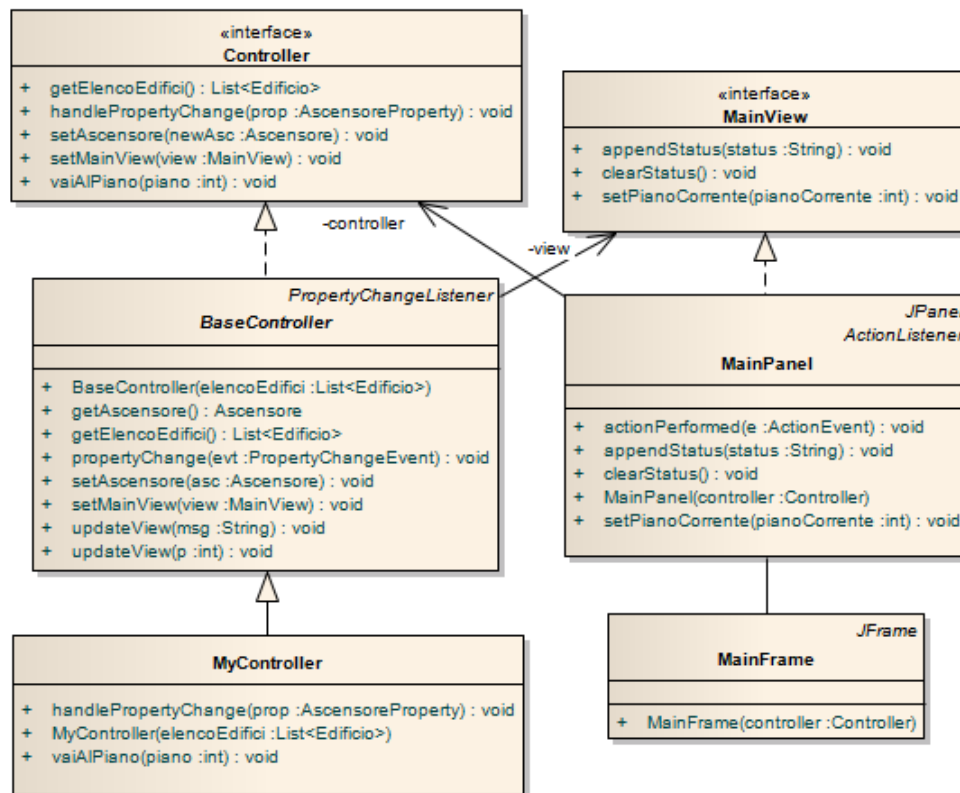 «interface»
Controller
+ getElencoEdifici() : List<Edificio>
+ handlePropertyChange(prop :AscensoreProperty) : void
+ setAscensore(newAsc :Ascensore) : void
+ setMainView(view :MainView) : void
+ vaiAlPiano(piano :int) : void
«interface»
MainView
+ appendStatus(status :String) : void
+ clearStatus() : void
+ setPianoCorrente(pianoCorrente :int) : void
-controller
-view
PropertyChangeListener
BaseController
+ BaseController(elencoEdifici :List<Edificio>)
+ getAscensore() : Ascensore
+ getElencoEdifici() : List<Edificio>
+ propertyChange(evt :PropertyChangeEvent) : void
+ setAscensore(asc :Ascensore) : void
+ setMainView(view :MainView) : void
+ updateView(msg :String) : void
+ updateView(p :int) : void
JPanel
ActionListener
MainPanel
+ actionPerformed(e :ActionEvent) : void
+ appendStatus(status :String) : void
+ clearStatus() : void
+ MainPanel(controller :Controller)
+ setPianoCorrente(pianoCorrente :int) : void
MyController
+ handlePropertyChange(prop :AscensoreProperty) : void
+ MyController(elencoEdifici :List<Edificio>)
+ vaiAlPiano(piano :int) : void
JFrame
MainFrame
+ MainFrame(controller :Controller)